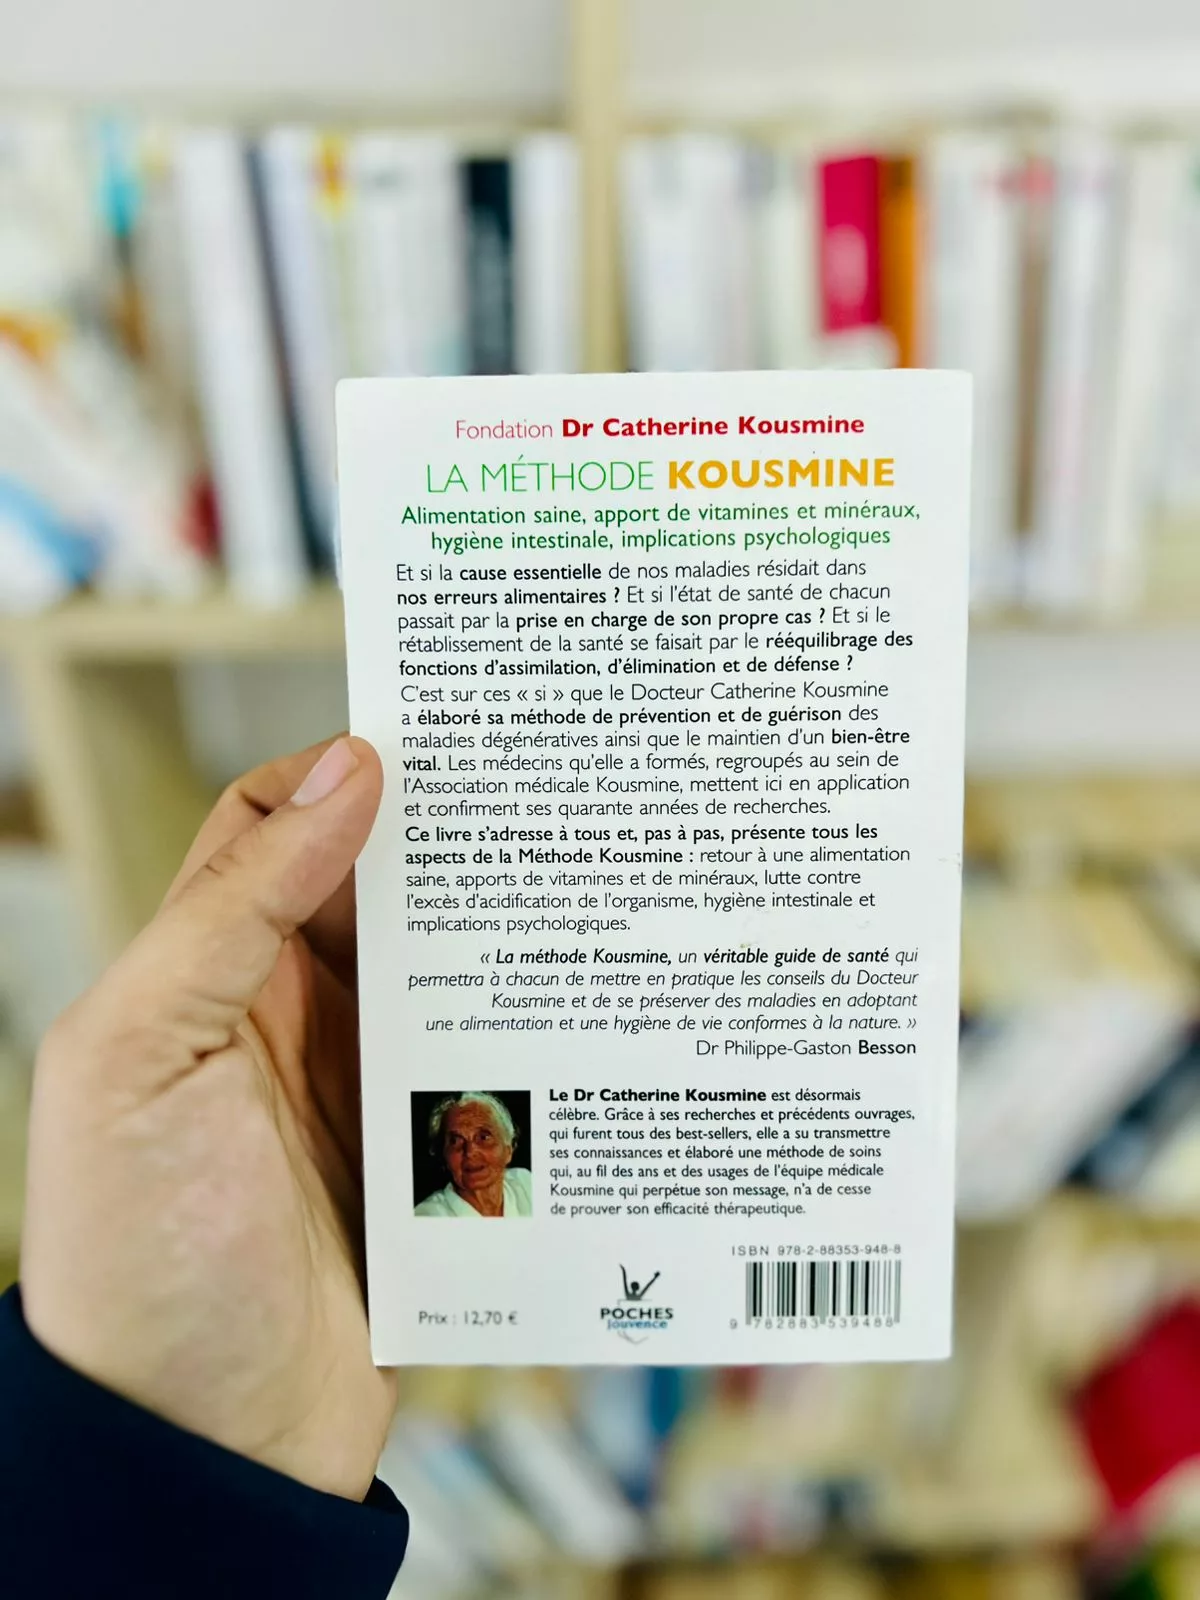 Fondation Dr Catherine Kousmine
LA MÉTHODE KOUSMINE
Alimentation saine, apport de vitamines et minéraux,
hygiène intestinale, implications psychologiques
Et si la cause essentielle de nos maladies résidait dans
nos erreurs alimentaires ? Et si l'état de santé de chacun
passait par la prise en charge de son propre cas ? Et si le
rétablissement de la santé se faisait par le rééquilibrage des
fonctions d'assimilation, d'élimination et de défense ?
C'est sur ces « si » que le Docteur Catherine Kousmine
a élaboré sa méthode de prévention et de guérison des
maladies dégénératives ainsi que le maintien d'un bien-être
vital. Les médecins qu'elle a formés, regroupés au sein de
l'Association médicale Kousmine, mettent ici en application
et confirment ses quarante années de recherches.
Ce livre s'adresse à tous et, pas à pas, présente tous les
aspects de la Méthode Kousmine : retour à une alimentation
saine, apports de vitamines et de minéraux, lutte contre
l'excès d'acidification de l'organisme, hygiène intestinale et
implications psychologiques.
« La méthode Kousmine, un véritable guide de santé qui
permettra à chacun de mettre en pratique les conseils du Docteur
Kousmine et de se préserver des maladies en adoptant
une alimentation et une hygiène de vie conformes à la nature. »
Dr Philippe-Gaston Besson
Le Dr Catherine Kousmine est désormais
célèbre. Grâce à ses recherches et précédents ouvrages,
qui furent tous des best-sellers, elle a su transmettre
ses connaissances et élaboré une méthode de soins
qui, au fil des ans et des usages de l'équipe médicale
Kousmine qui perpétue son message, n'a de cesse
de prouver son efficacité thérapeutique.
Prix : 12,70 €
POCHES
Jouvence
ISBN 978-2-88353-948-8
9 782883 539488